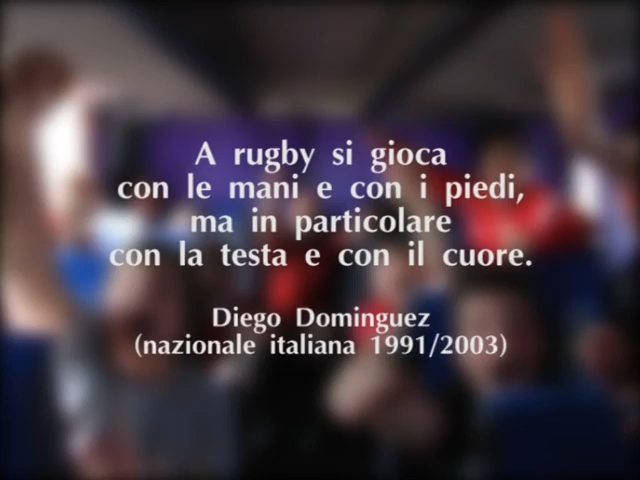 A rugby si gioca
con le mani e con i piedi,
ma in particolare
con la testa e con il cuore.
Diego Dominguez
(nazionale italiana 1991/2003)